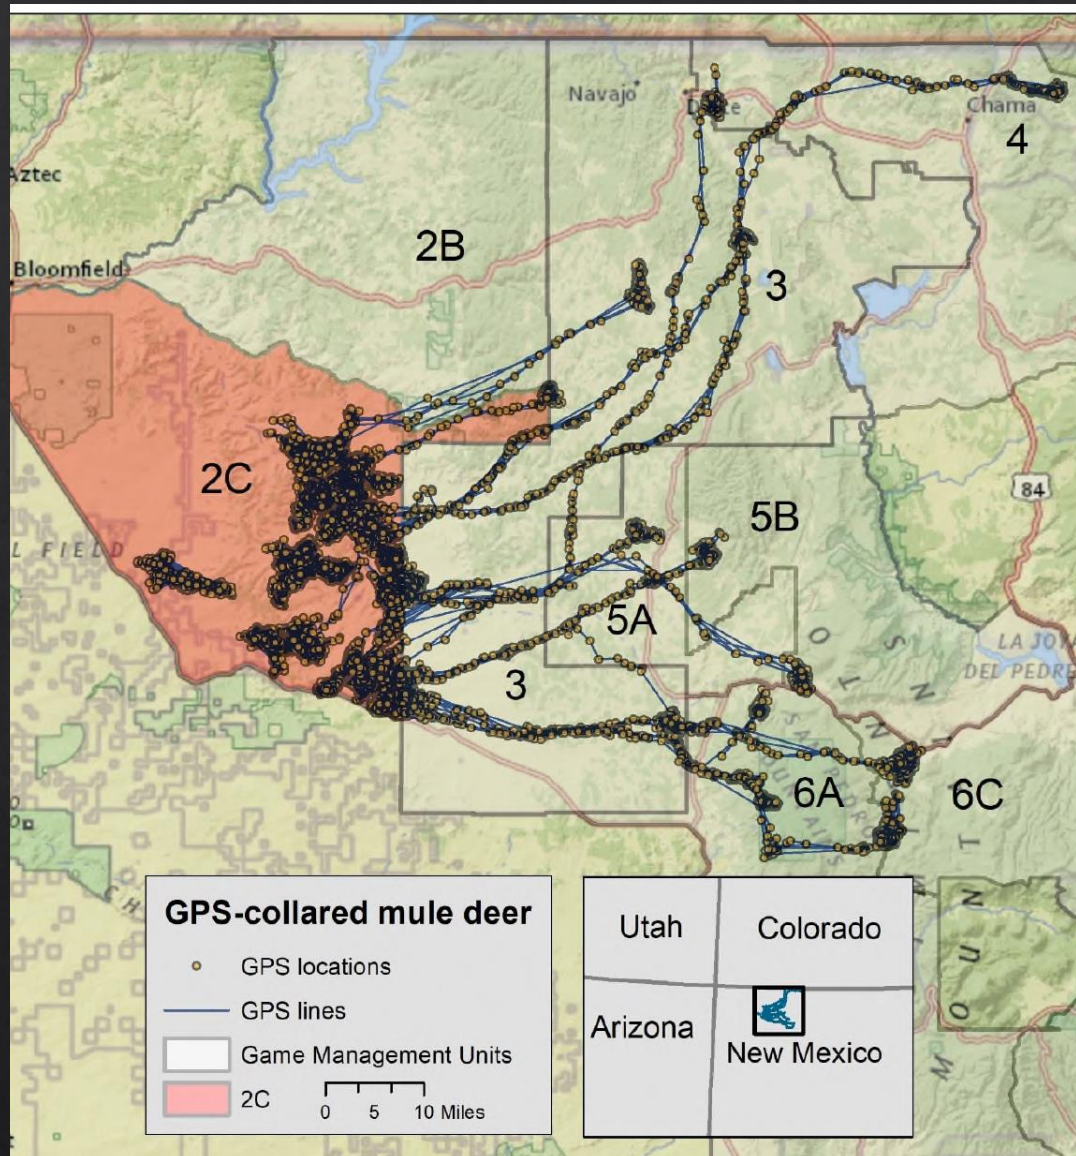 Navajo
Chama
4
Aztec
2B
Bloomfield
3
2C
84
5B
L FIELD
5A
LA JOYA
DEL PEDRE
3
6A
6C
GPS-collared mule deer
GPS locations
GPS lines
Game Management Units
2C
0 5 10 Miles
Utah
Colorado
Arizona
New Mexico